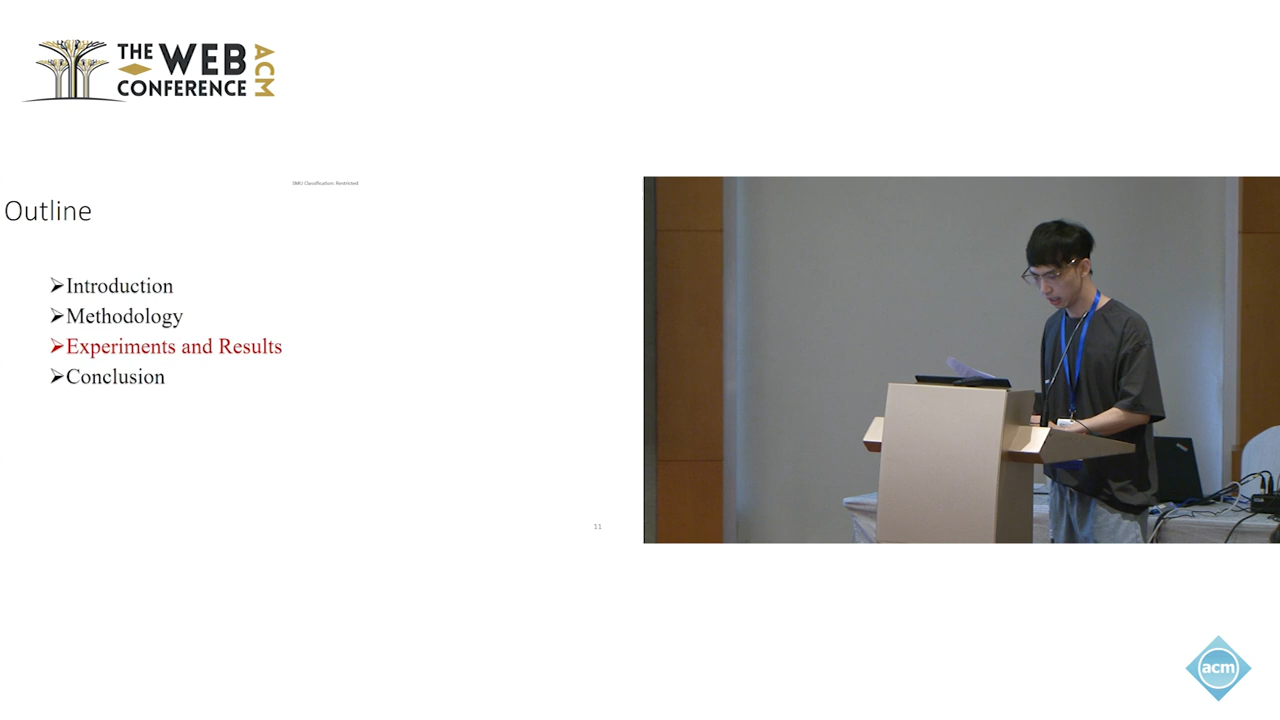 THE WEB
CONFERENCE
ACM
SMU Classification: Restricted
Outline
➢Introduction
➢Methodology
➢Experiments and Results
➢Conclusion
11
acm